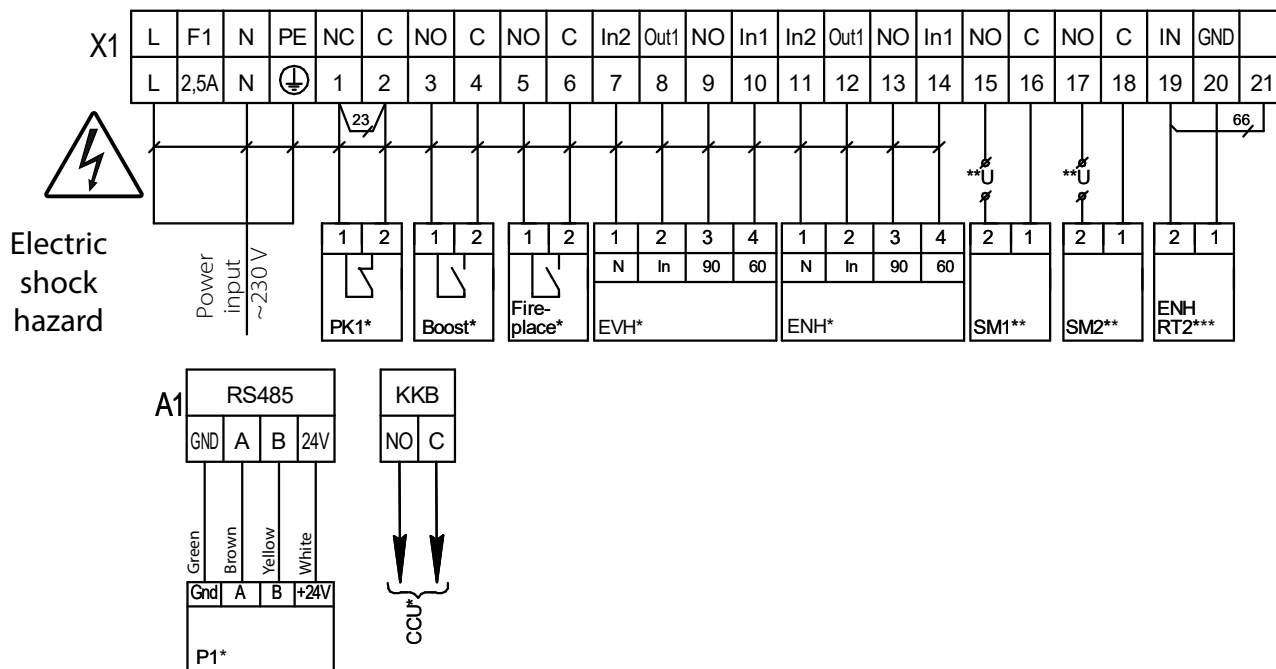 X1
L F1 N PE NC C NO C NO C In2 Out1 NO In1 In2 Out1 NO In1 NO C NO C IN GND
L 2,5A N 1 2 3 4 5 6 7 8 9 10 11 12 13 14 15 16 17 18 19 20 21
23 66
**U **U
Electric
shock
hazard
Power
input
~230 V
1 2 1 2 1 2 1 2 3 4 1 2 3 4 2 1 2 1 2 1
N In 90 60 N In 90 60
PK1*
Boost*
Fire-
place*
EVH*
ENH*
SM1**
SM2**
ENH
RT2***
A1
RS485
GND A B 24V
Green
Brown
Yellow
White
Gnd A B +24V
P1*
KKB
NO C
CCU*